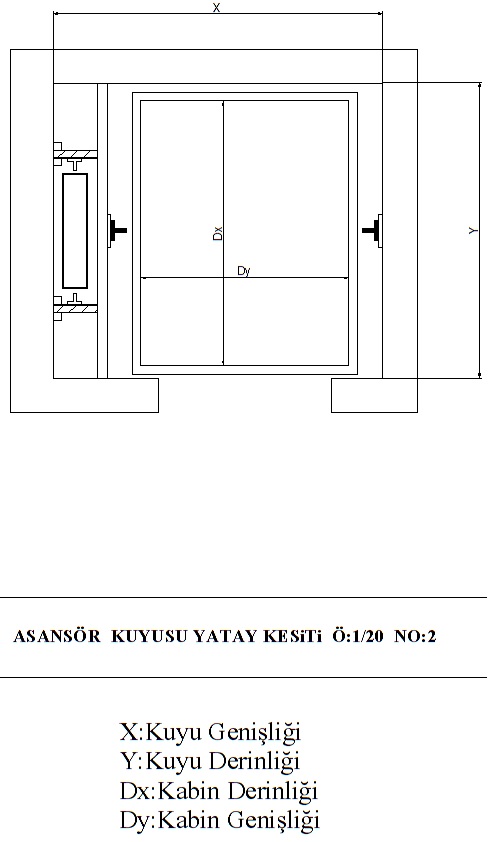 X
Y
Dx
Dy
ASANSÖR KUYUSU YATAY KESiTi Ö:1/20 NO:2
X:Kuyu Genişliği
Y:Kuyu Derinliği
Dx:Kabin Derinliği
Dy:Kabin Genişliği